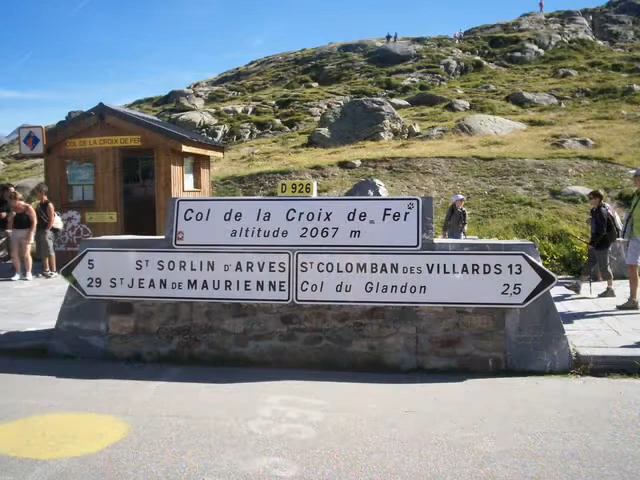 COL DE LA CROIX DE FER
D 926
Col de la Croix de Fer
altitude 2067 m
5 ST SORLIN D'ARVES
29 ST JEAN DE MAURIENNE
ST COLOMBAN DES VILLARDS 13
Col du Glandon 2,5